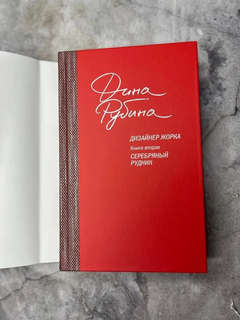 Дина
Рубина
ДИЗАЙНЕР ЖОРКА
Книга вторая
СЕРЕБРЯНЫЙ
РУДНИК